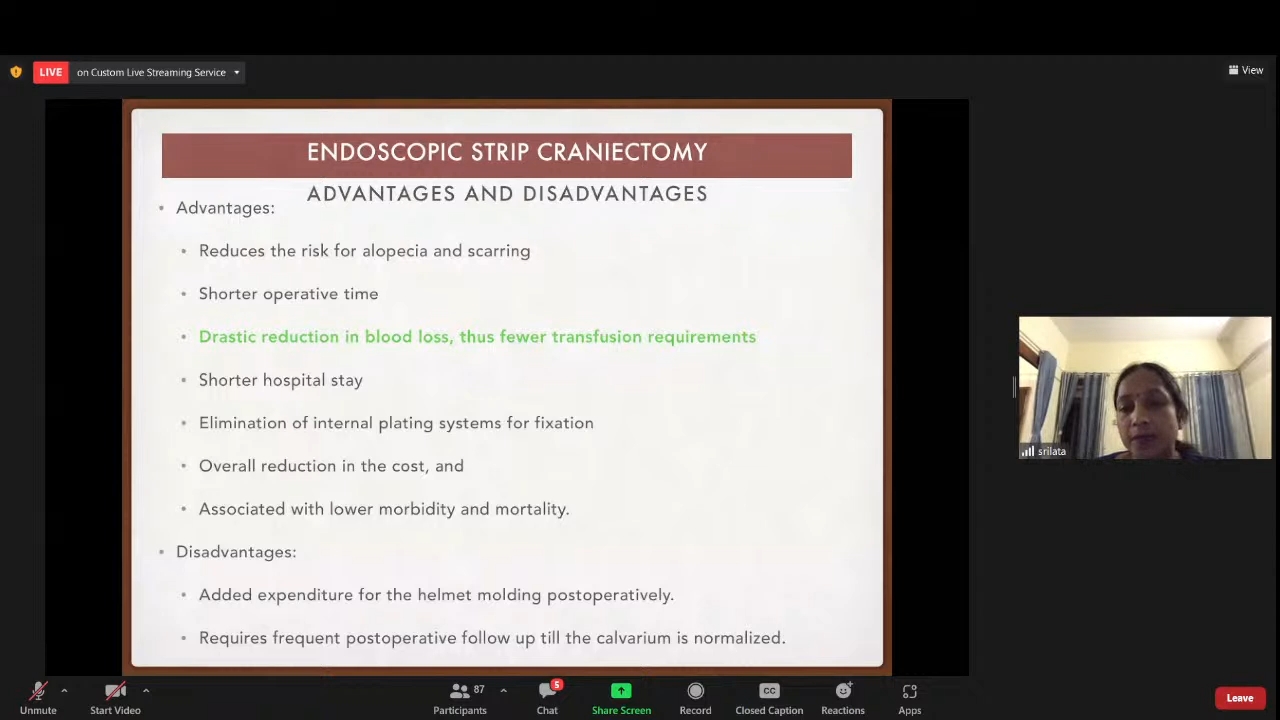 LIVE on Custom Live Streaming Service
View
ENDOSCOPIC STRIP CRANIECTOMY
ADVANTAGES AND DISADVANTAGES
• Advantages:
• Reduces the risk for alopecia and scarring
• Shorter operative time
• Drastic reduction in blood loss, thus fewer transfusion requirements
• Shorter hospital stay
• Elimination of internal plating systems for fixation
• Overall reduction in the cost, and
• Associated with lower morbidity and mortality.
• Disadvantages:
• Added expenditure for the helmet molding postoperatively.
• Requires frequent postoperative follow up till the calvarium is normalized.
srilata
87
5
Unmute
Start Video
Participants
Chat
Share Screen
Record
CC
Closed Caption
Reactions
Apps
Leave